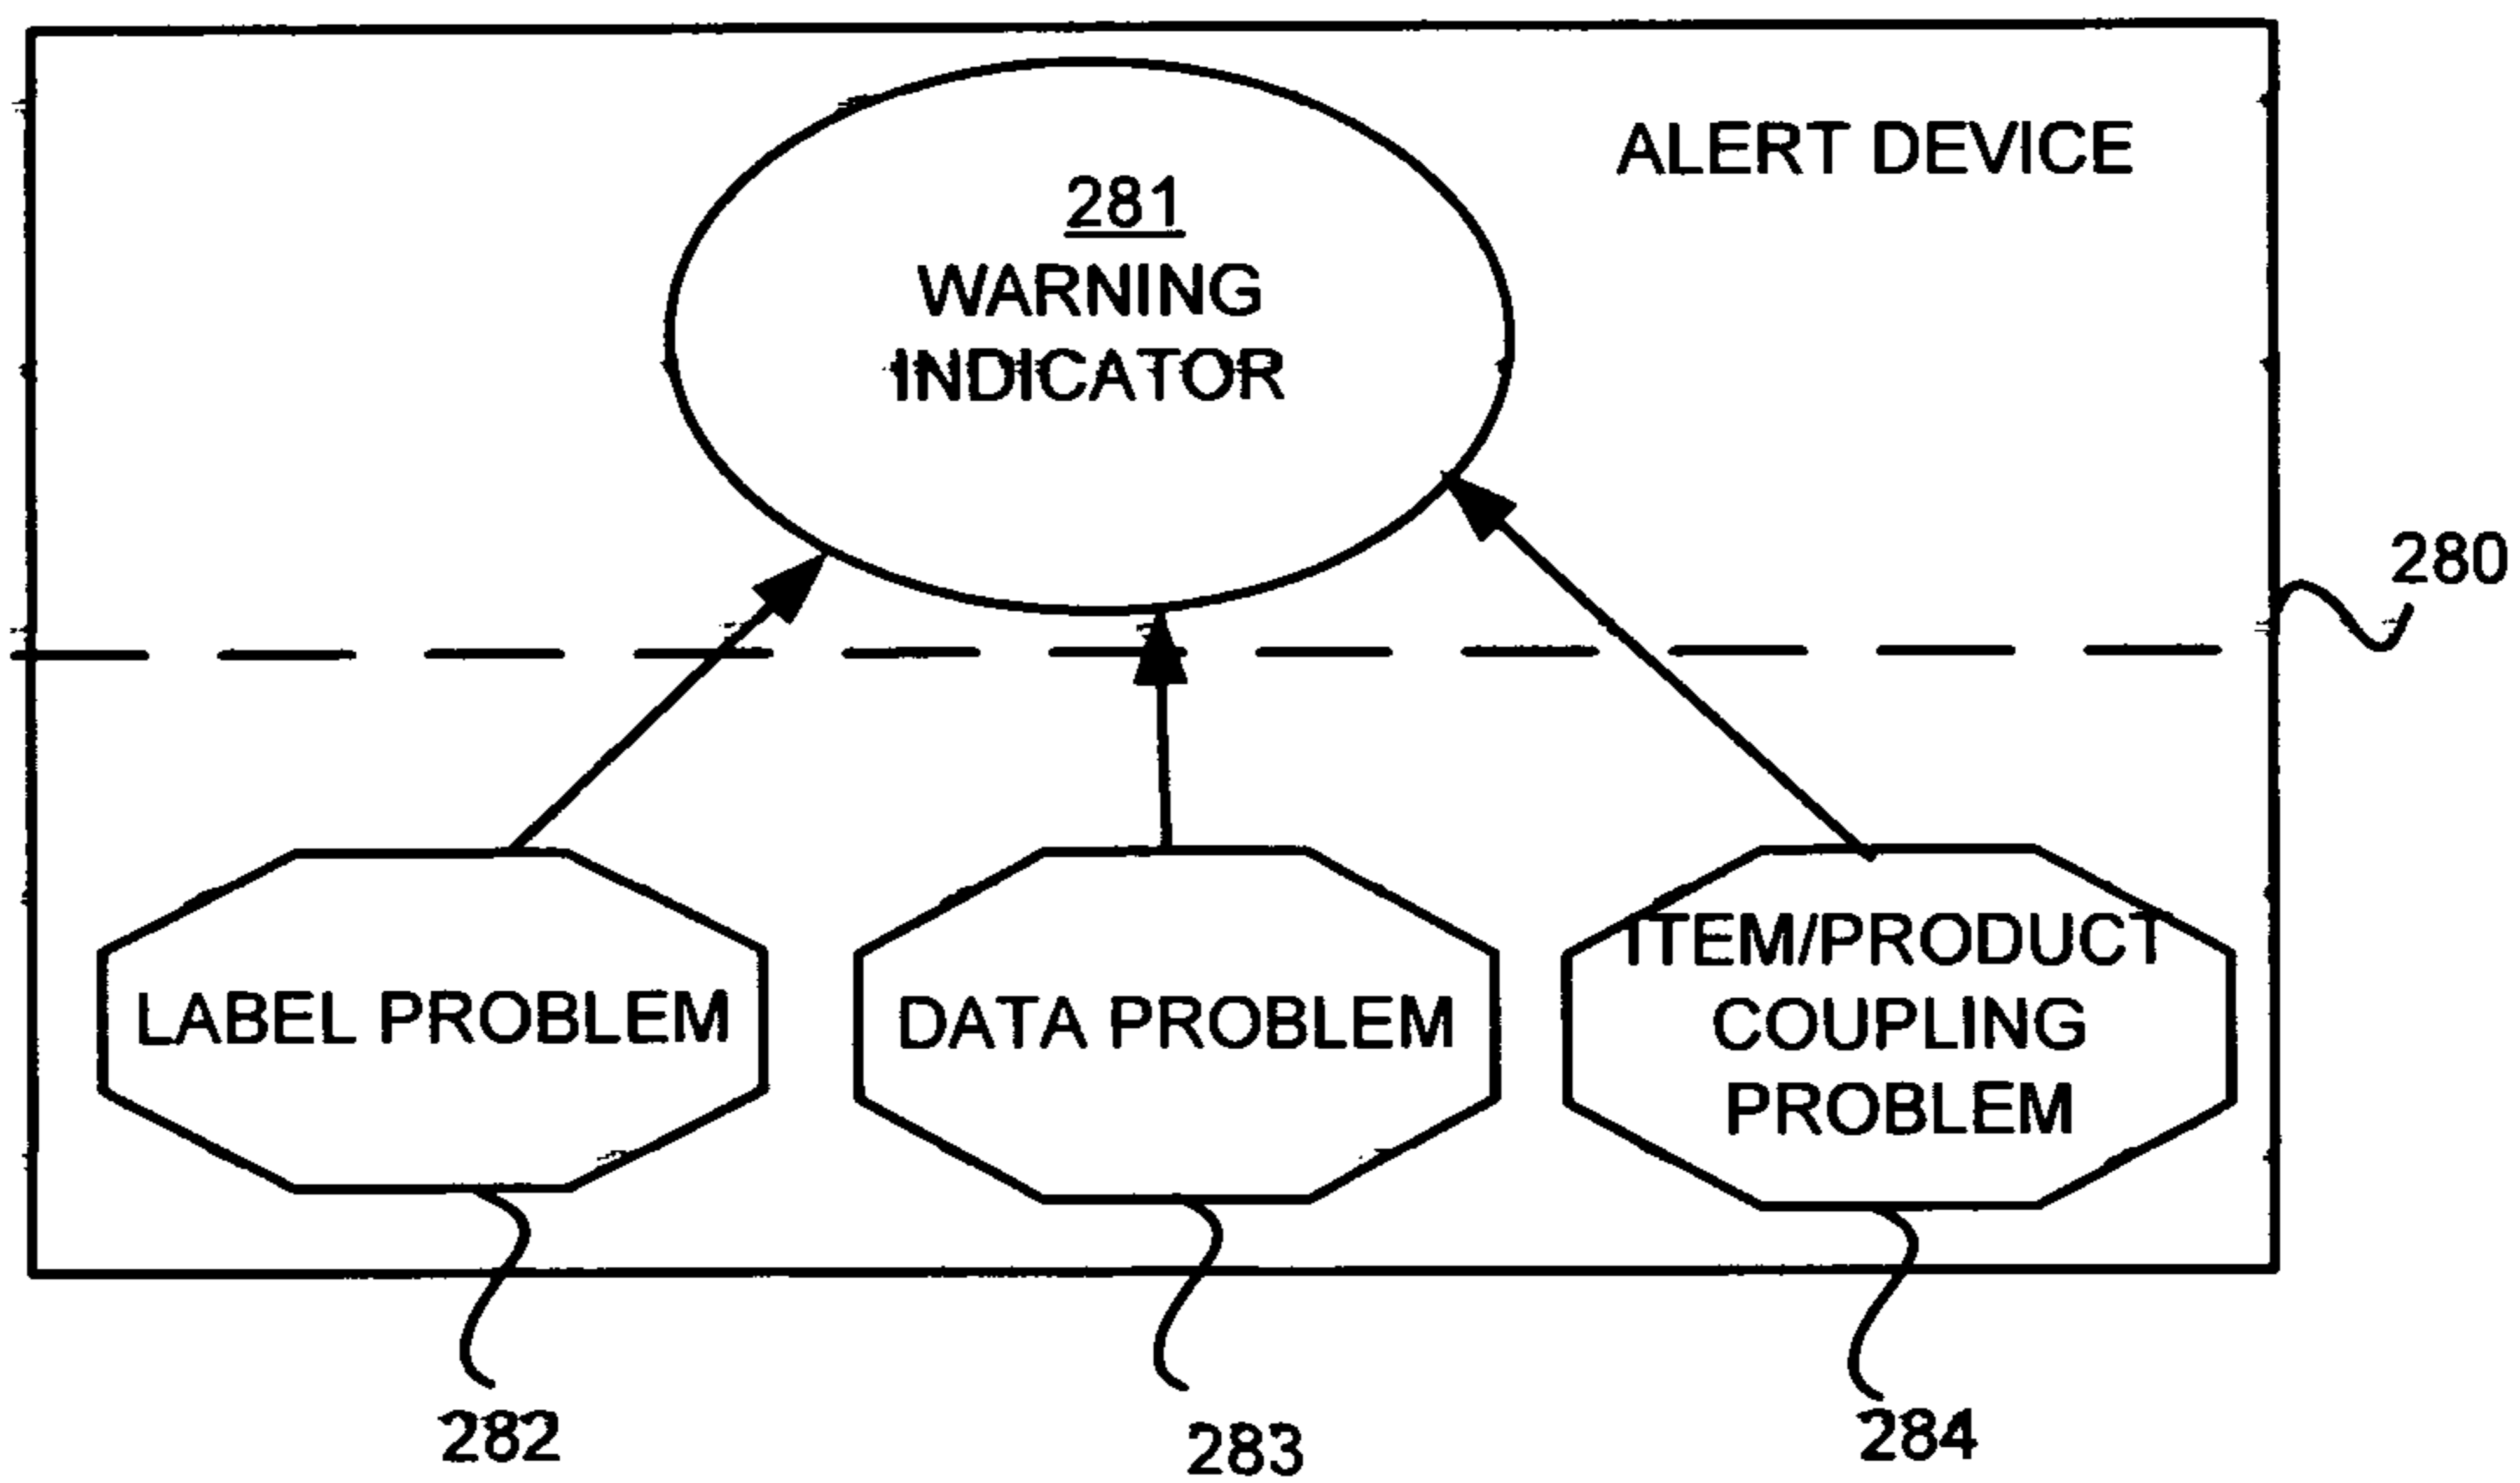 ALERT DEVICE
281
WARNING
INDICATOR
280
LABEL PROBLEM
DATA PROBLEM
ITEM/PRODUCT
COUPLING
PROBLEM
282
283
284